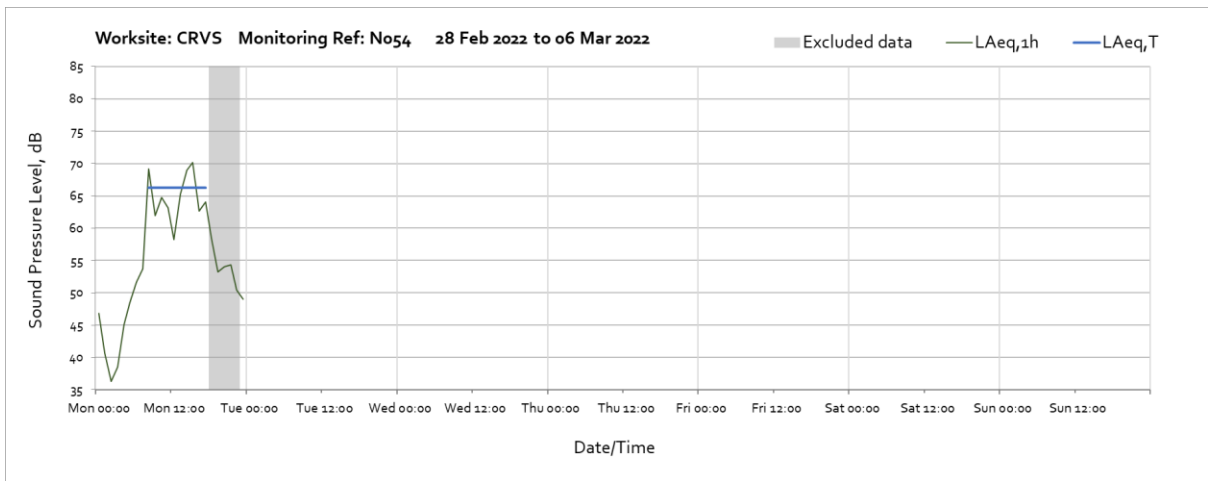 Worksite: CRVS Monitoring Ref: N054 28 Feb 2022 to 06 Mar 2022
Excluded data LAeq,1h LAeq,T
85
80
75
70
65
60
55
50
45
40
35
Sound Pressure Level, dB
Mon 00:00 Mon 12:00 Tue 00:00 Tue 12:00 Wed 00:00 Wed 12:00 Thu 00:00 Thu 12:00 Fri 00:00 Fri 12:00 Sat 00:00 Sat 12:00 Sun 00:00 Sun 12:00
Date/Time